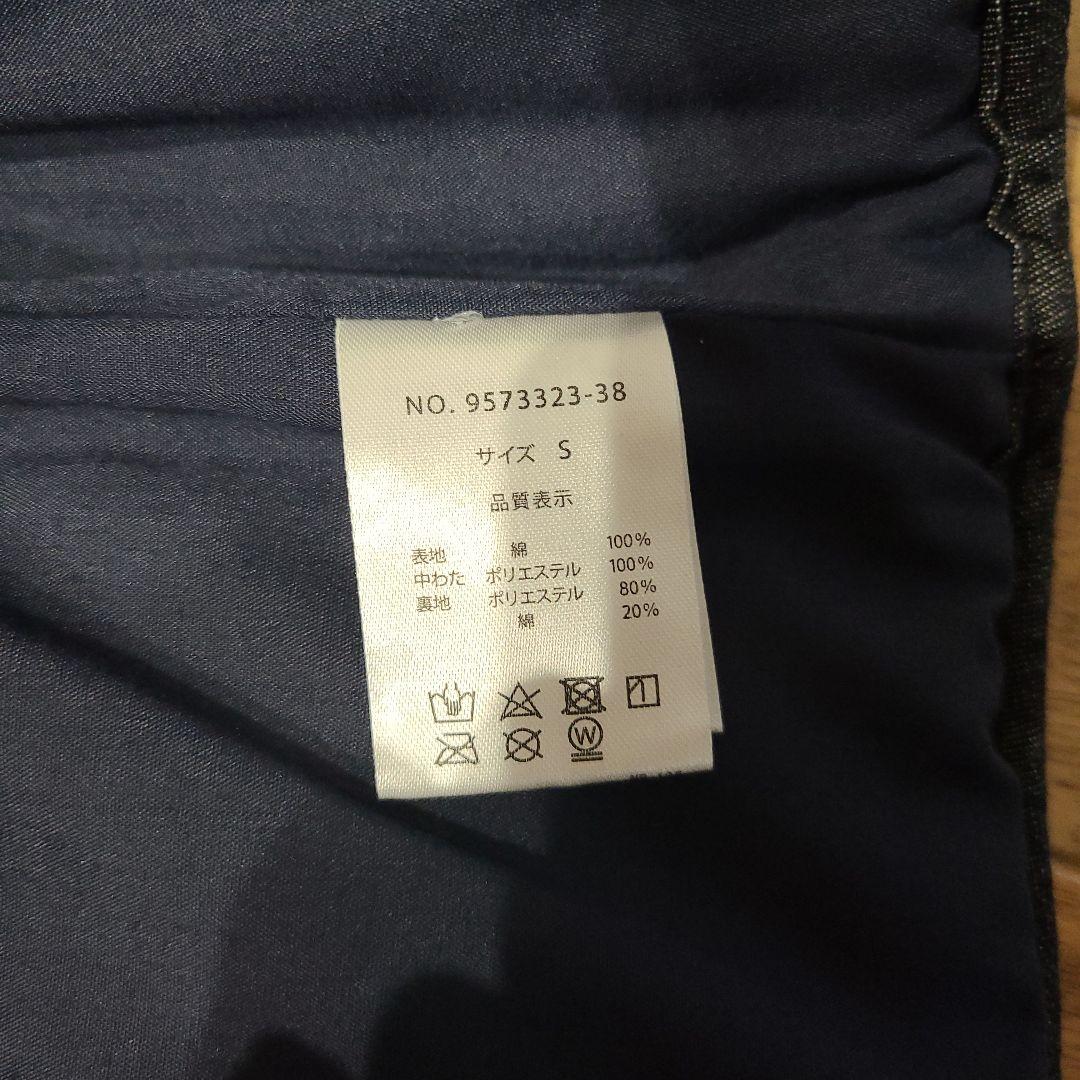 NO. 9573323-38
サイズ S
品質表示
表地 綿 100%
中わた ポリエステル 100%
裏地 ポリエステル 80%
綿 20%
W